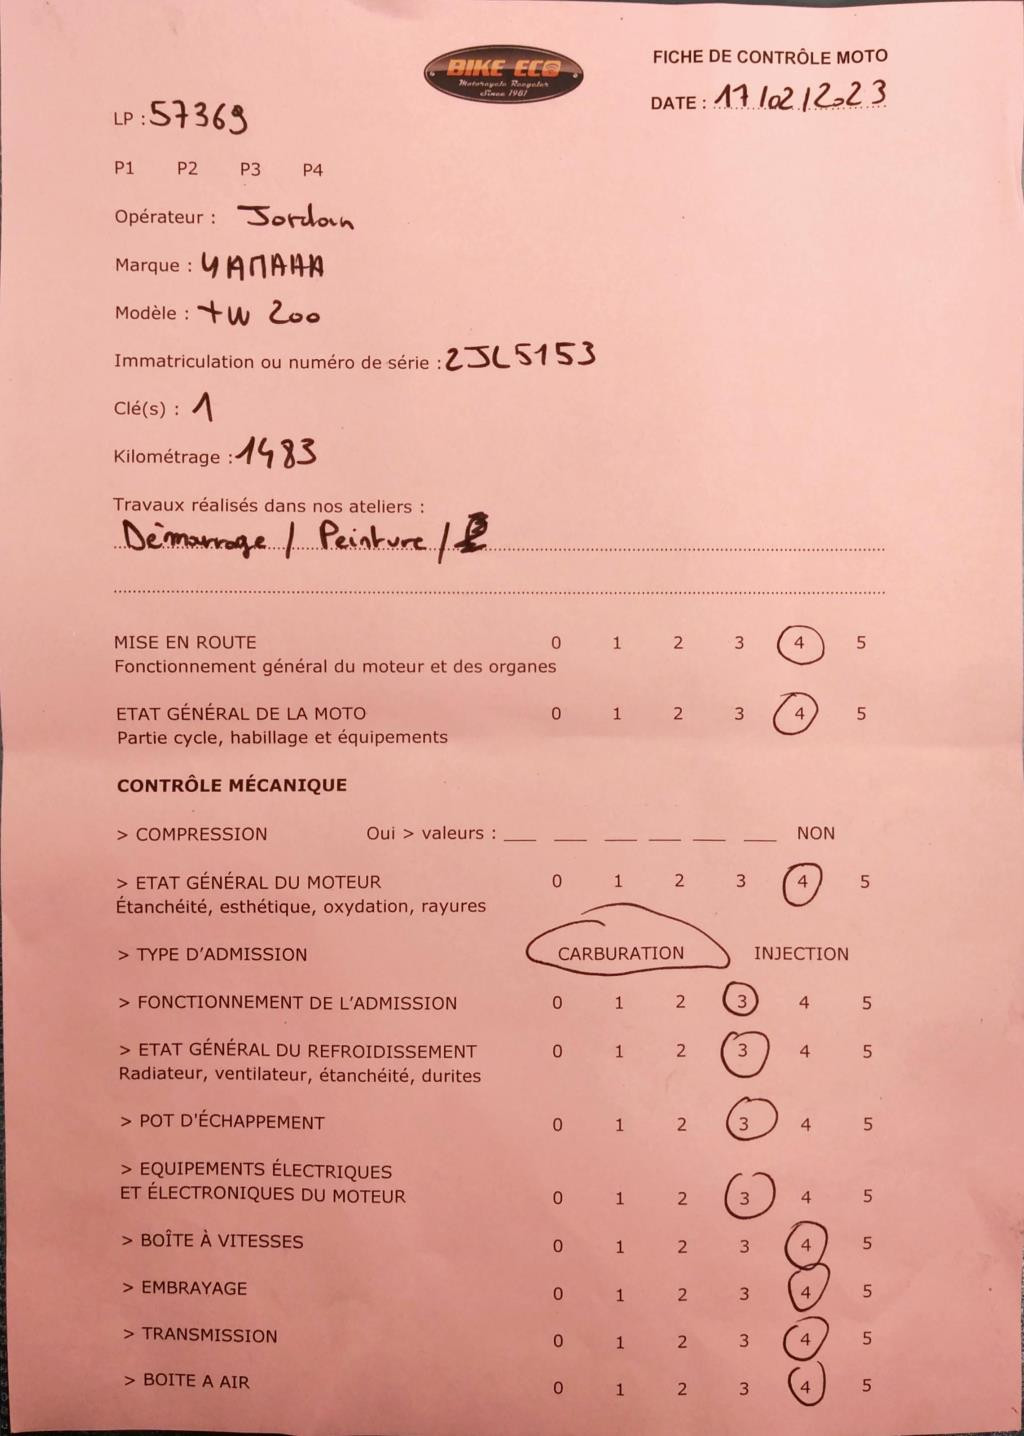 BIKE ECO
Motorcycle Recycler
Since 1981
FICHE DE CONTRÔLE MOTO
DATE : 17/02/2023
LP : 57369
P1 P2 P3 P4
Opérateur : Jordan
Marque : YAMAHA
Modèle : TW 200
Immatriculation ou numéro de série : 2JL5153
Clé(s) : 1
Kilométrage : 1483
Travaux réalisés dans nos ateliers :
Démarrage / Peinture /
MISE EN ROUTE 0 1 2 3 4 5
Fonctionnement général du moteur et des organes
ETAT GÉNÉRAL DE LA MOTO 0 1 2 3 4 5
Partie cycle, habillage et équipements
CONTRÔLE MÉCANIQUE
> COMPRESSION Oui > valeurs : __ __ __ __ __ NON
> ETAT GÉNÉRAL DU MOTEUR 0 1 2 3 4 5
Étanchéité, esthétique, oxydation, rayures
> TYPE D'ADMISSION CARBURATION INJECTION
> FONCTIONNEMENT DE L'ADMISSION 0 1 2 3 4 5
> ETAT GÉNÉRAL DU REFROIDISSEMENT 0 1 2 3 4 5
Radiateur, ventilateur, étanchéité, durites
> POT D'ÉCHAPPEMENT 0 1 2 3 4 5
> EQUIPEMENTS ÉLECTRIQUES
ET ÉLECTRONIQUES DU MOTEUR 0 1 2 3 4 5
> BOÎTE À VITESSES 0 1 2 3 4 5
> EMBRAYAGE 0 1 2 3 4 5
> TRANSMISSION 0 1 2 3 4 5
> BOITE A AIR 0 1 2 3 4 5